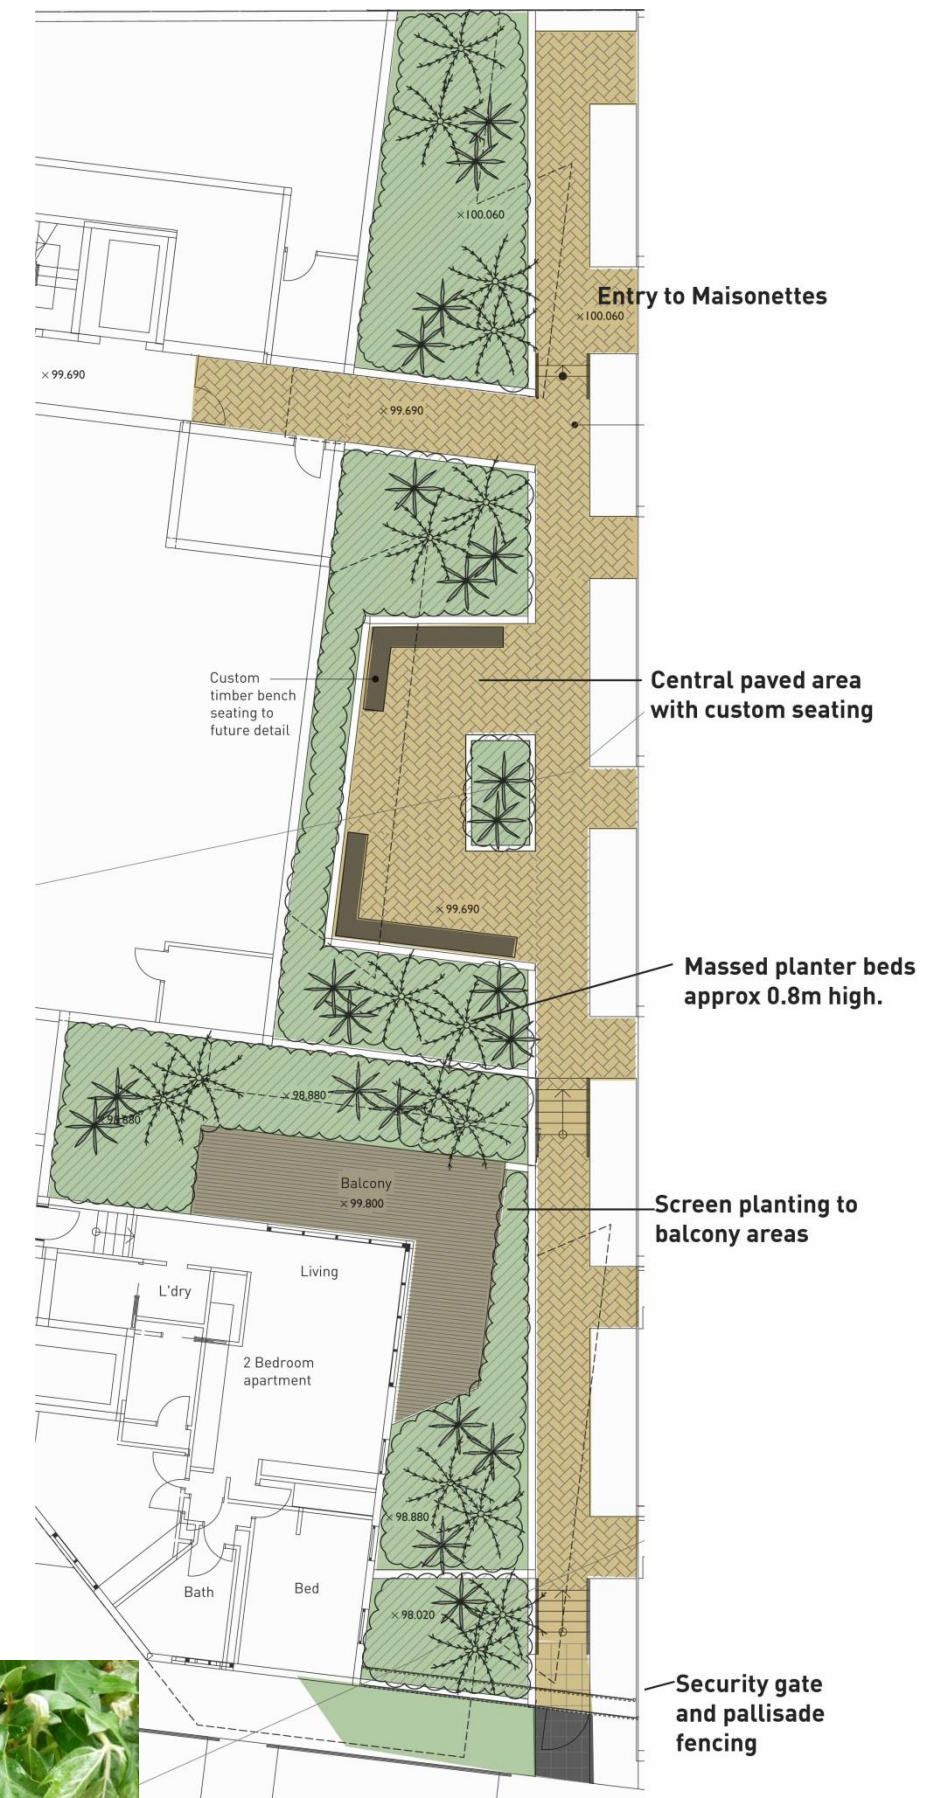 ×100.060
Entry to Maisonettes
×100.060
× 99.690
× 99.690
Custom
timber bench
seating to
future detail
Central paved area
with custom seating
× 99.690
Massed planter beds
approx 0.8m high.
× 98.880
98.880
Balcony
× 99.800
Screen planting to
balcony areas
Living
L'dry
2 Bedroom
apartment
× 98.880
Bath
Bed
× 98.020
Security gate
and pallisade
fencing